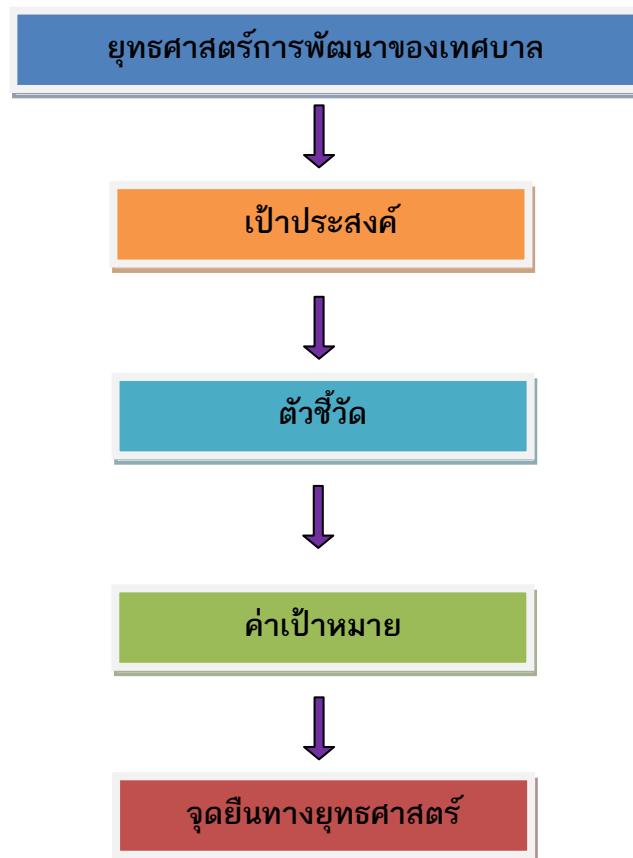 ยุทธศาสตร์การพัฒนาของเทศบาล
เป้าประสงค์
ตัวชี้วัด
ค่าเป้าหมาย
จุดยืนทางยุทธศาสตร์